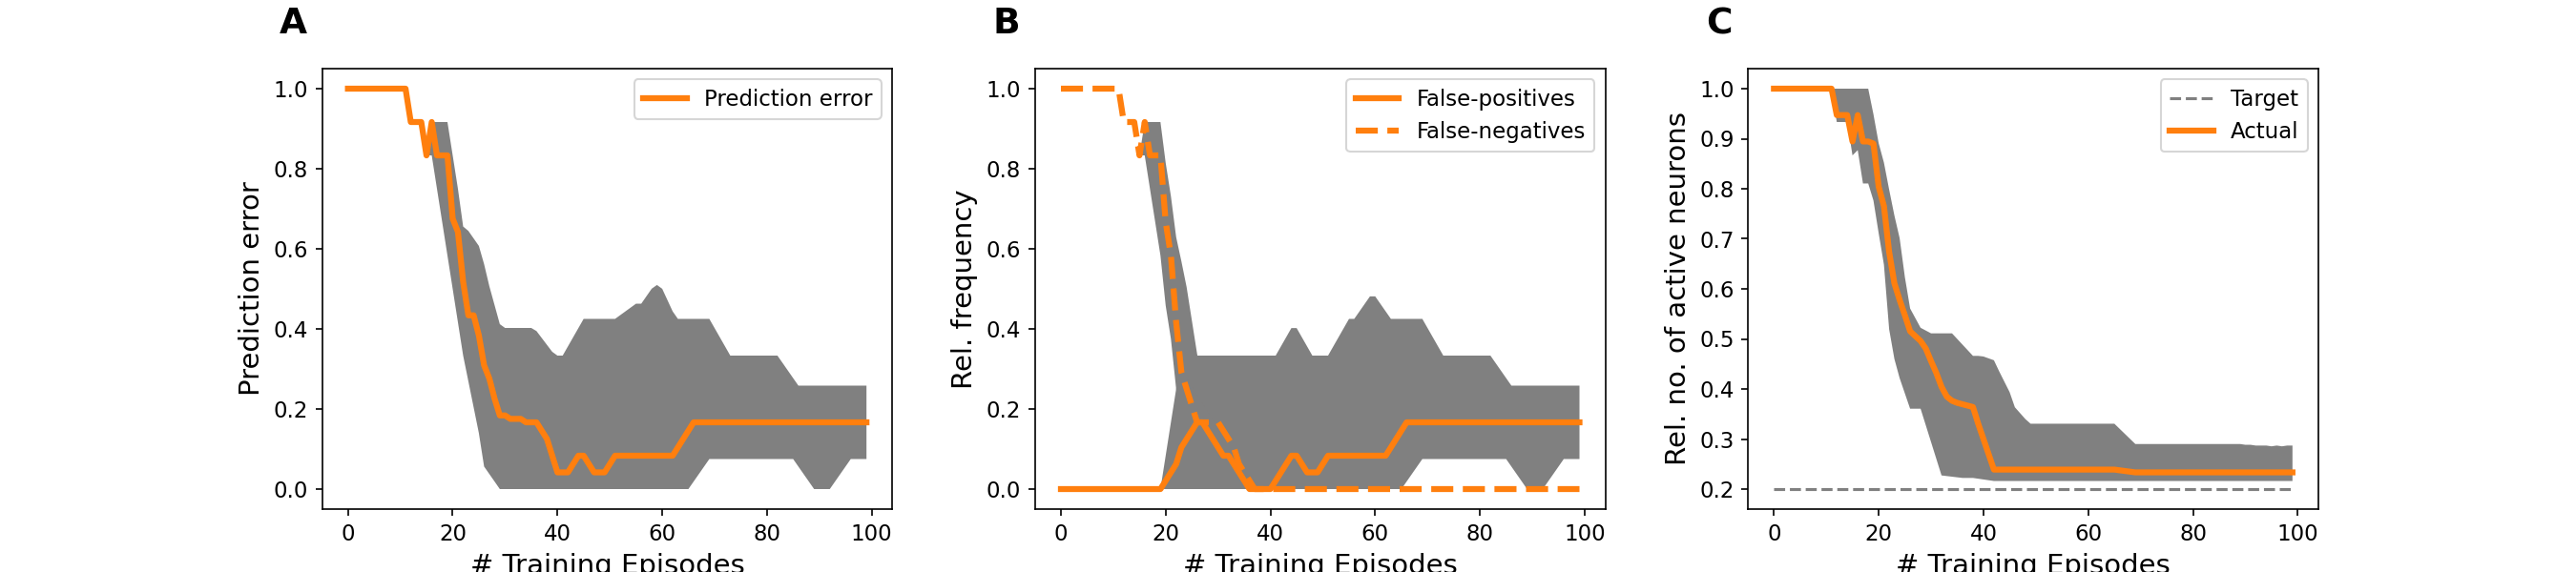 A
Prediction error
1.0
0.8
0.6
0.4
0.2
0.0
0 20 40 60 80 100
# Training Episodes
Prediction error
B
False-positives
False-negatives
1.0
0.8
0.6
0.4
0.2
0.0
0 20 40 60 80 100
# Training Episodes
Rel. frequency
C
Target
Actual
1.0
0.9
0.8
0.7
0.6
0.5
0.4
0.3
0.2
0 20 40 60 80 100
# Training Episodes
Rel. no. of active neurons